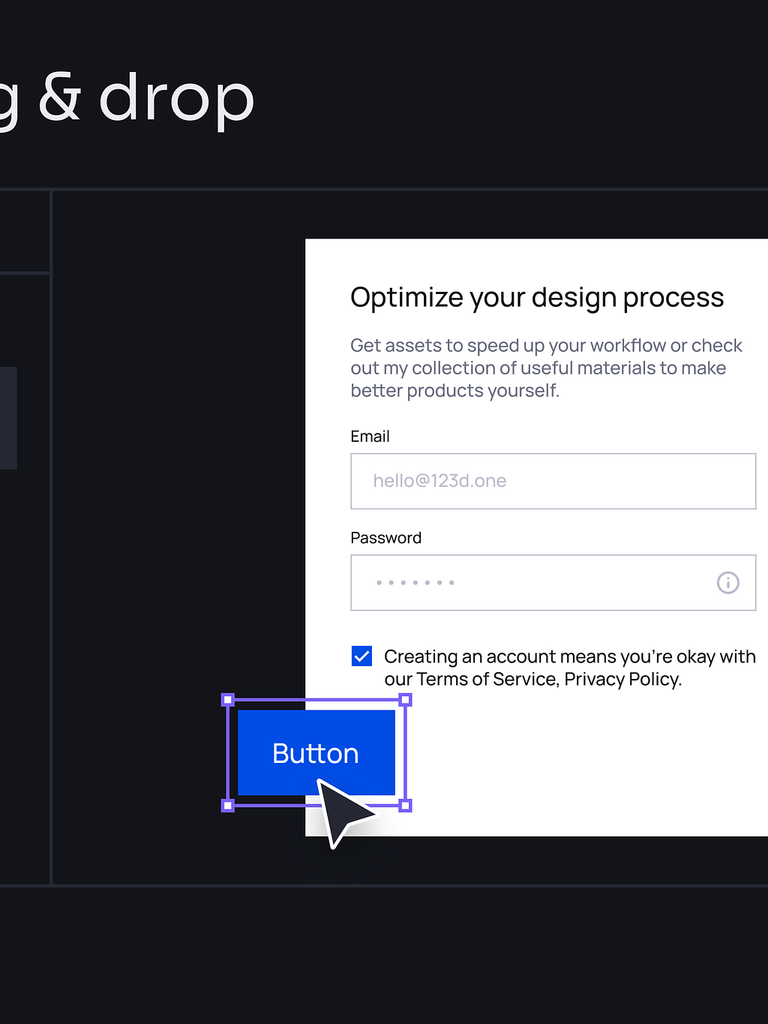 g & drop
Optimize your design process
Get assets to speed up your workflow or check
out my collection of useful materials to make
better products yourself.
Email
hello@123d.one
Password
Creating an account means you're okay with
our Terms of Service, Privacy Policy.
Button